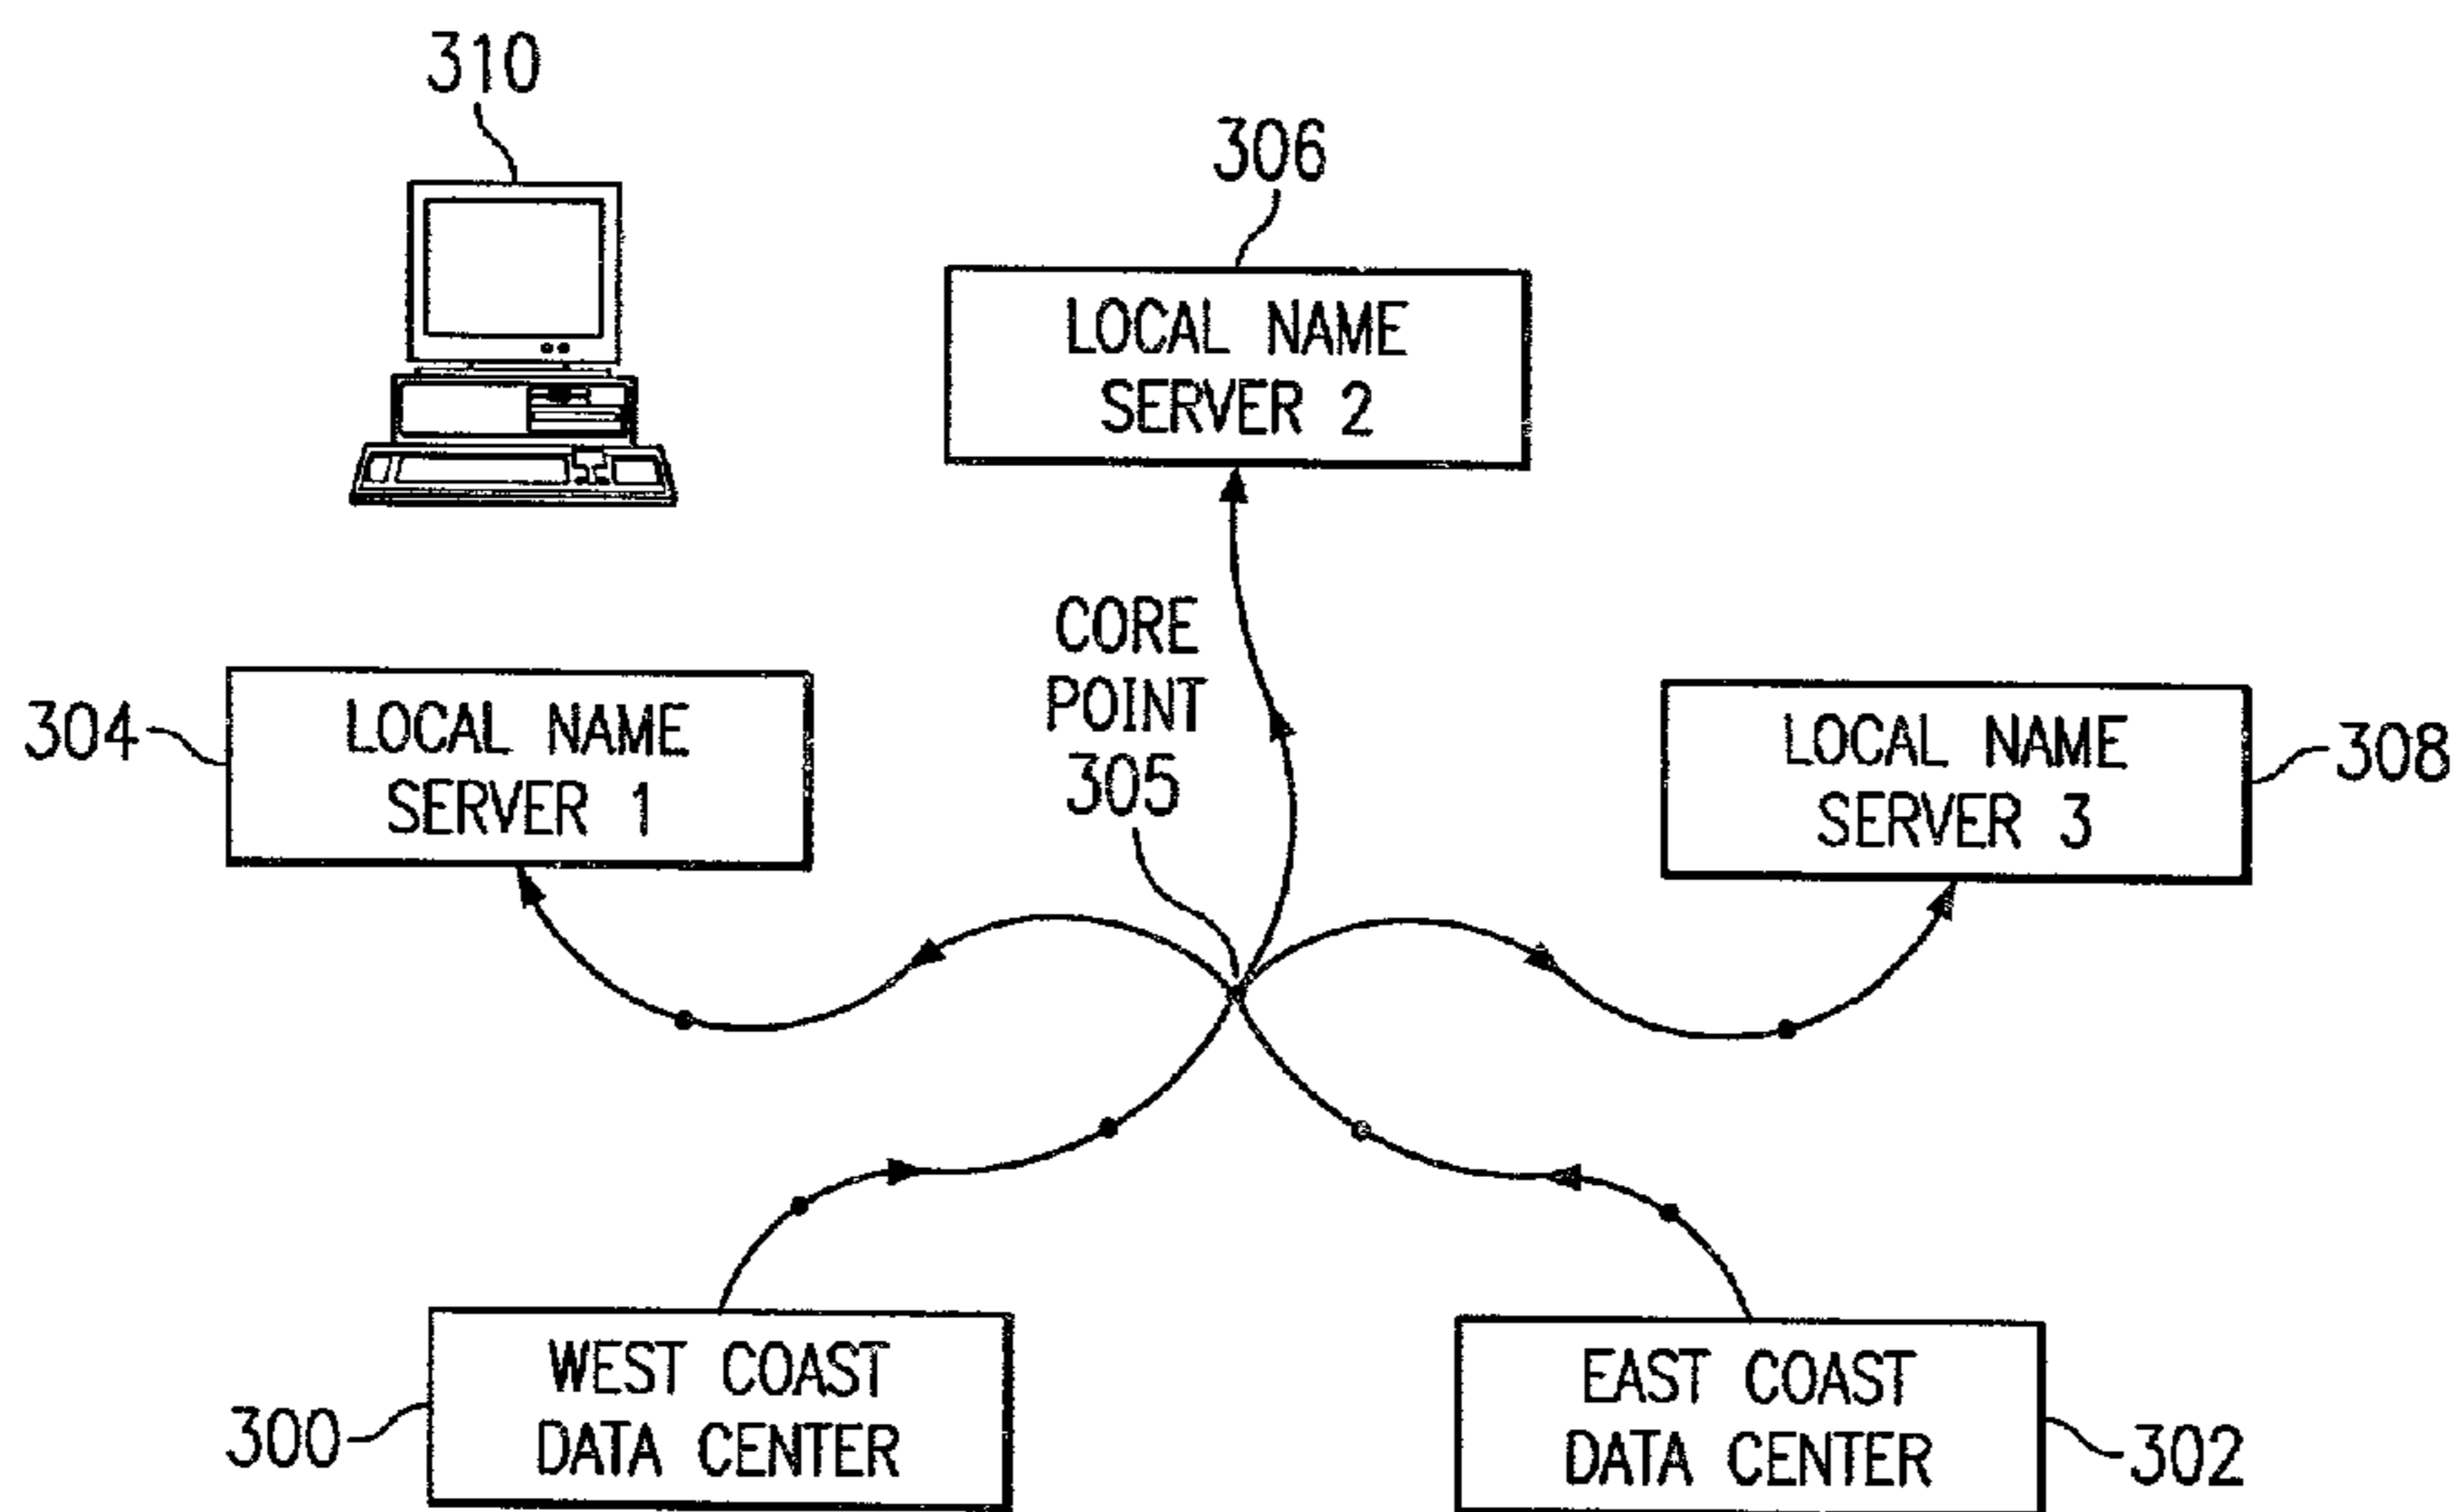 310
306
LOCAL NAME
SERVER 2
CORE
POINT
305
304
LOCAL NAME
SERVER 1
LOCAL NAME
SERVER 3
308
300
WEST COAST
DATA CENTER
EAST COAST
DATA CENTER
302